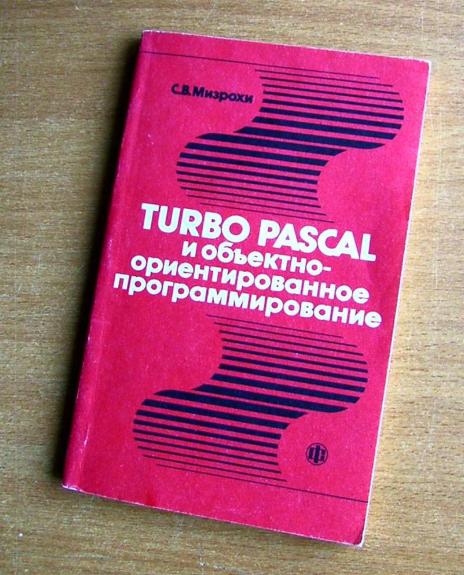 С.В.Мизрохи
TURBO PASCAL
и объектно-
ориентированное
программирование